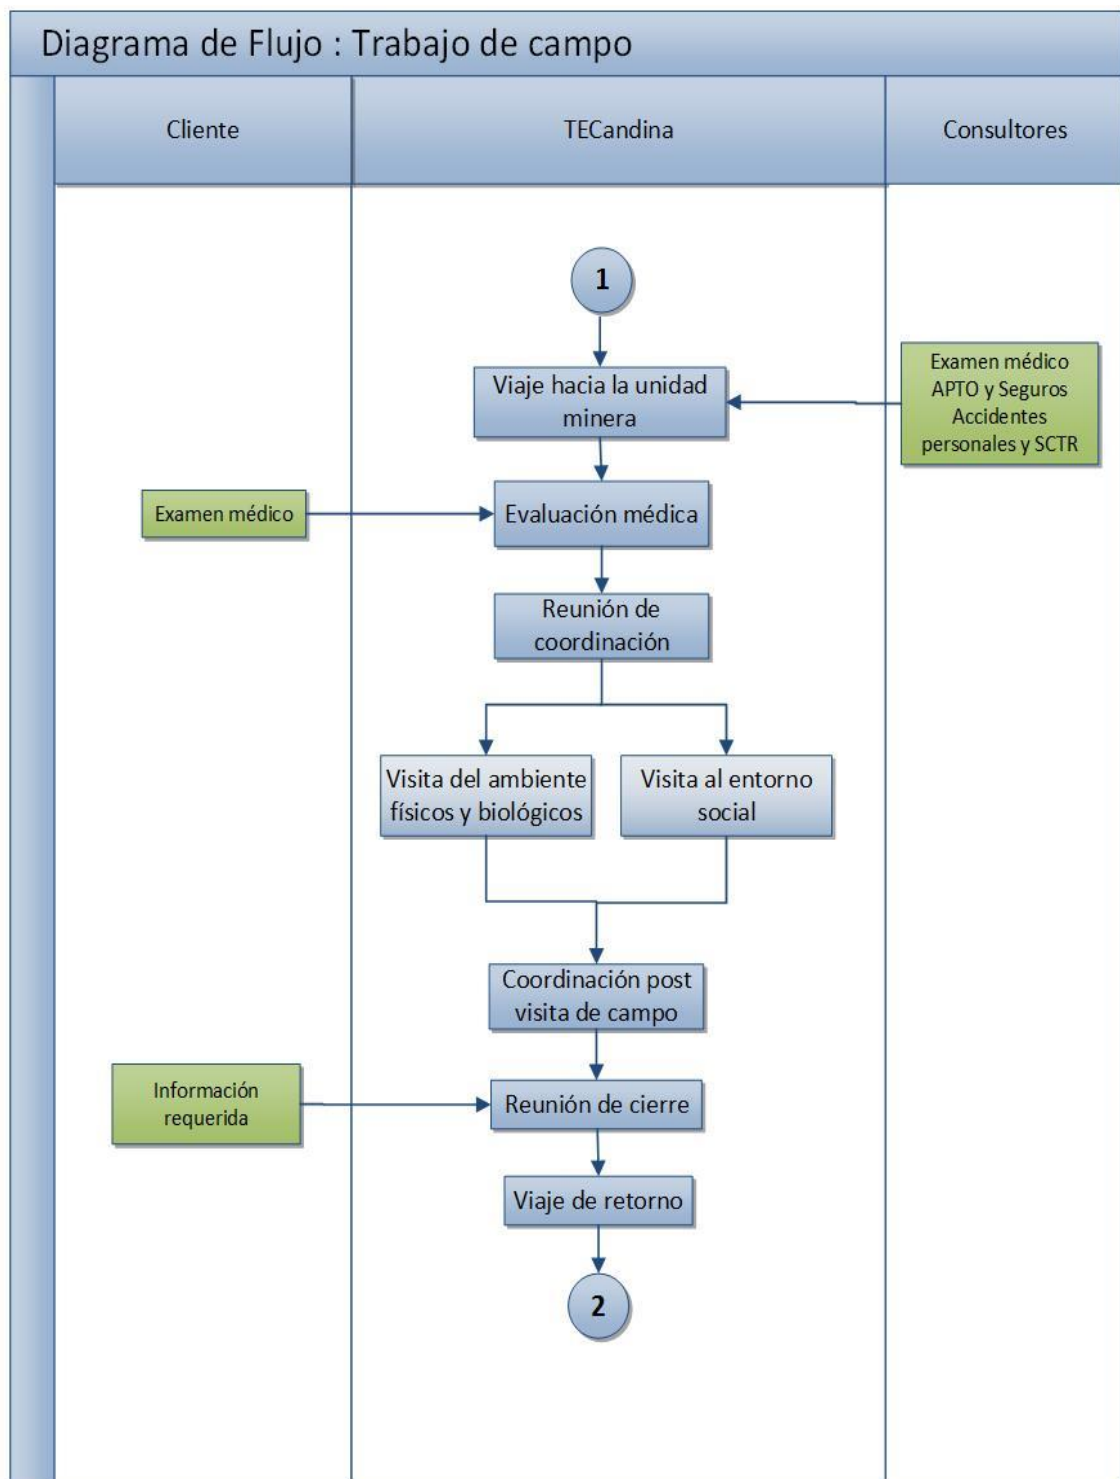 Diagrama de Flujo : Trabajo de campo
Cliente
TECandina
Consultores
1
Viaje hacia la unidad
minera
Examen médico
APTO y Seguros
Accidentes
personales y SCTR
Examen médico
Evaluación médica
Reunión de
coordinación
Visita del ambiente
físicos y biológicos
Visita al entorno
social
Coordinación post
visita de campo
Información
requerida
Reunión de cierre
Viaje de retorno
2